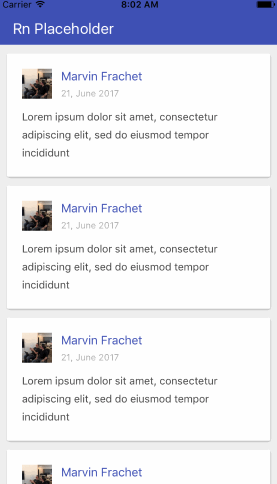 Carrier 8:02 AM
Rn Placeholder
Marvin Frachet
21, June 2017
Lorem ipsum dolor sit amet, consectetur
adipiscing elit, sed do eiusmod tempor
incididunt
Marvin Frachet
21, June 2017
Lorem ipsum dolor sit amet, consectetur
adipiscing elit, sed do eiusmod tempor
incididunt
Marvin Frachet
21, June 2017
Lorem ipsum dolor sit amet, consectetur
adipiscing elit, sed do eiusmod tempor
incididunt
Marvin Frachet